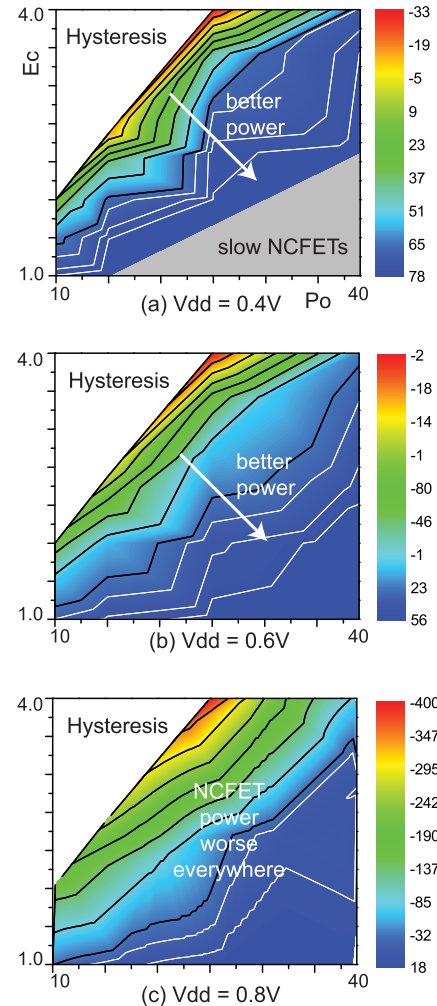 4.0
Hysteresis
Ec
better
power
slow NCFETs
1.0
10
(a) Vdd = 0.4V
Po
40
-33
-19
-5
9
23
37
51
65
78
4.0
Hysteresis
better
power
1.0
10
(b) Vdd = 0.6V
40
-2
-18
-14
-1
-80
-46
-1
23
56
4.0
Hysteresis
NCFET
power
worse
everywhere
1.0
10
(c) Vdd = 0.8V
40
-400
-347
-295
-242
-190
-137
-85
-32
18